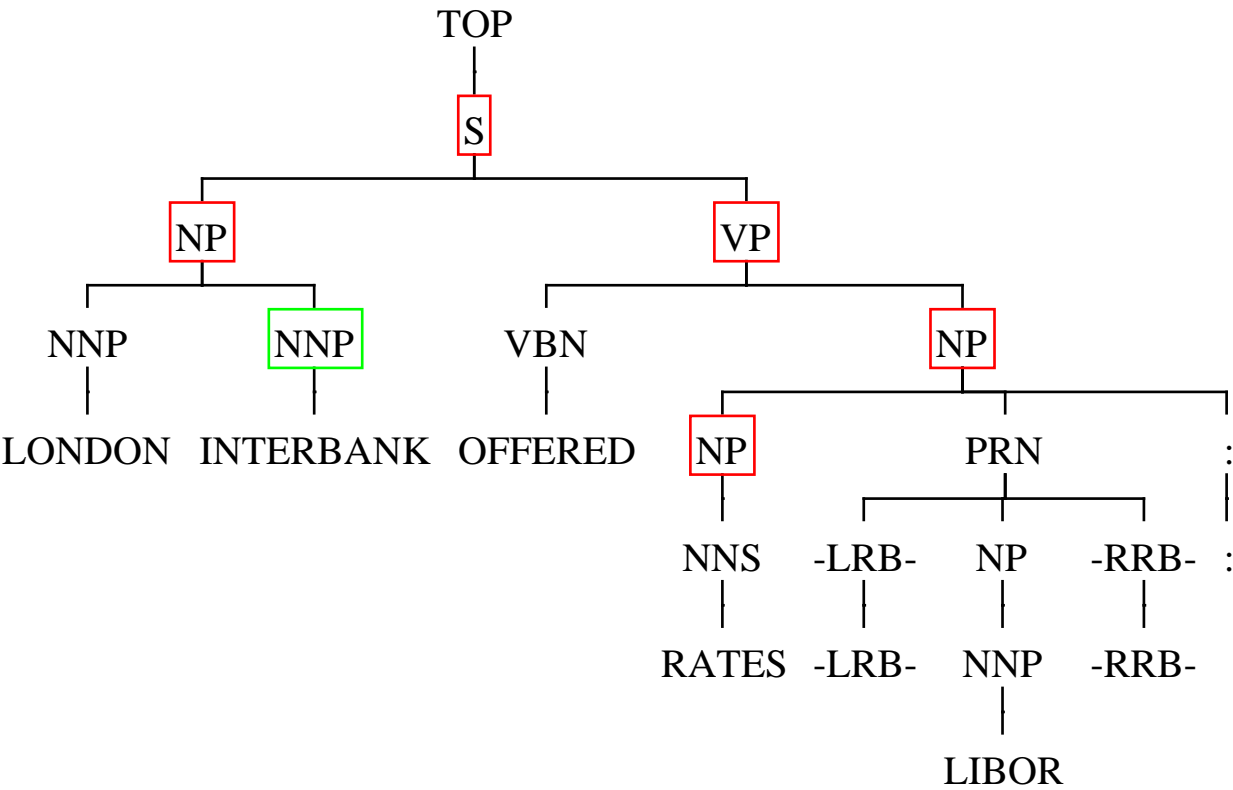 TOP
S
NP VP
NNP NNP VBN NP
LONDON INTERBANK OFFERED NP PRN :
NNS -LRB- NP -RRB- :
RATES -LRB- NNP -RRB-
LIBOR